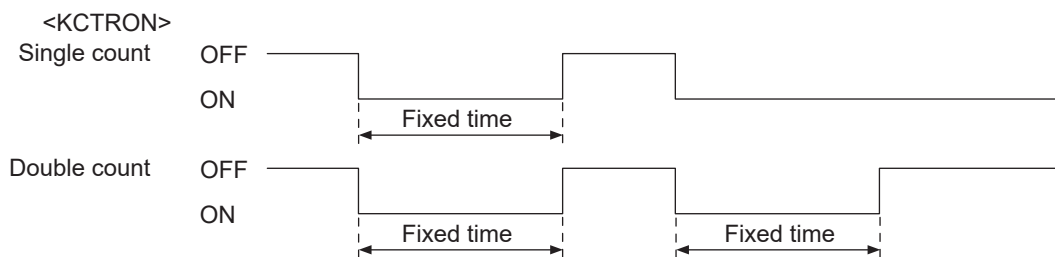 <KCTRON>
Single count OFF
ON
Fixed time
Double count OFF
ON
Fixed time Fixed time